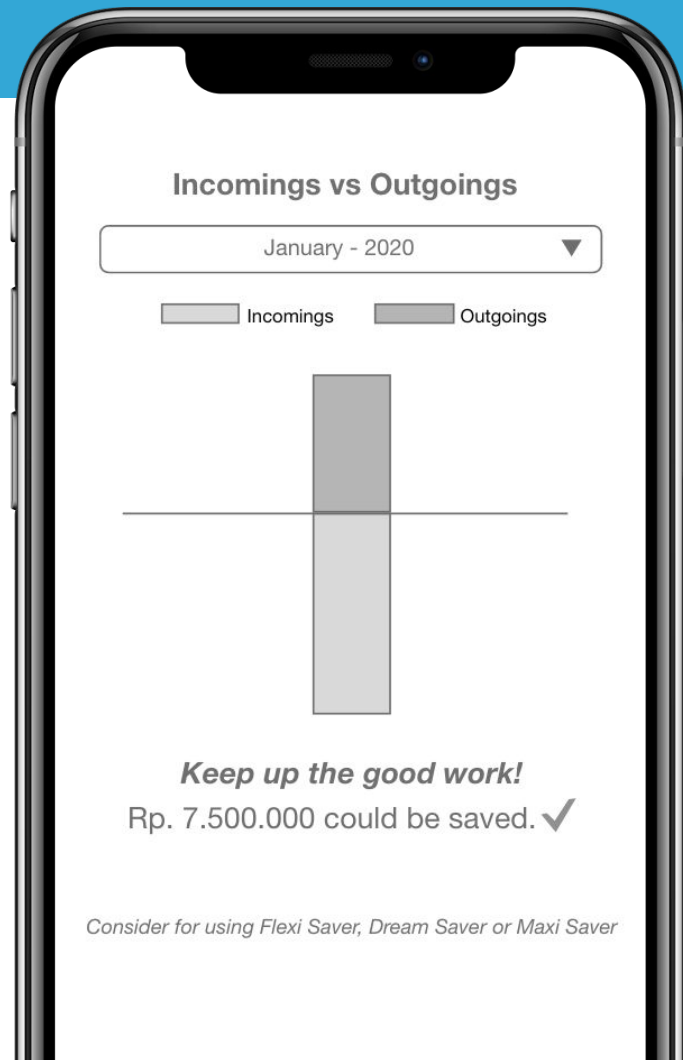 Incomings vs Outgoings
January - 2020
Incomings
Outgoings
Keep up the good work!
Rp. 7.500.000 could be saved.
Consider for using Flexi Saver, Dream Saver or Maxi Saver